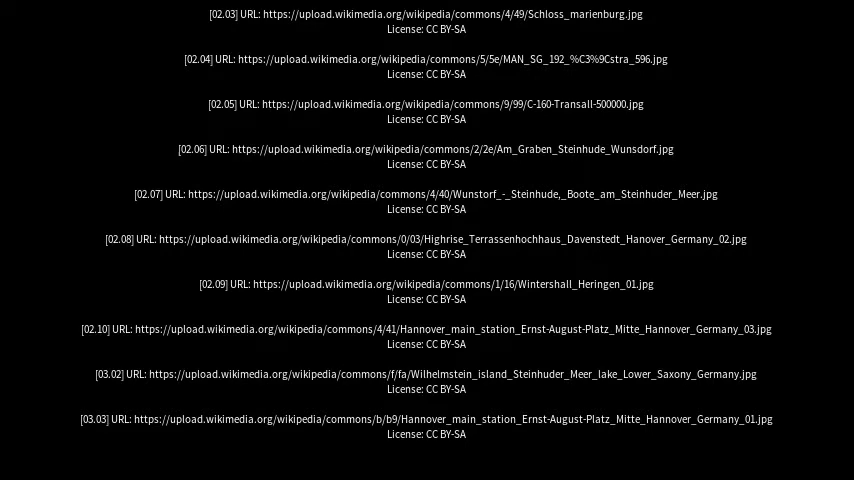 [02.03] URL: https://upload.wikimedia.org/wikipedia/commons/4/49/Schloss_marienburg.jpg
License: CC BY-SA
[02.04] URL: https://upload.wikimedia.org/wikipedia/commons/5/5e/MAN_SG_192_%C3%9Cstra_596.jpg
License: CC BY-SA
[02.05] URL: https://upload.wikimedia.org/wikipedia/commons/9/99/C-160-Transall-500000.jpg
License: CC BY-SA
[02.06] URL: https://upload.wikimedia.org/wikipedia/commons/2/2e/Am_Graben_Steinhude_Wunsdorf.jpg
License: CC BY-SA
[02.07] URL: https://upload.wikimedia.org/wikipedia/commons/4/40/Wunstorf_-_Steinhude,_Boote_am_Steinhuder_Meer.jpg
License: CC BY-SA
[02.08] URL: https://upload.wikimedia.org/wikipedia/commons/0/03/Highrise_Terrassenhochhaus_Davenstedt_Hanover_Germany_02.jpg
License: CC BY-SA
[02.09] URL: https://upload.wikimedia.org/wikipedia/commons/1/16/Wintershall_Heringen_01.jpg
License: CC BY-SA
[02.10] URL: https://upload.wikimedia.org/wikipedia/commons/4/41/Hannover_main_station_Ernst-August-Platz_Mitte_Hannover_Germany_03.jpg
License: CC BY-SA
[03.02] URL: https://upload.wikimedia.org/wikipedia/commons/f/fa/Wilhelmstein_island_Steinhuder_Meer_lake_Lower_Saxony_Germany.jpg
License: CC BY-SA
[03.03] URL: https://upload.wikimedia.org/wikipedia/commons/b/b9/Hannover_main_station_Ernst-August-Platz_Mitte_Hannover_Germany_01.jpg
License: CC BY-SA